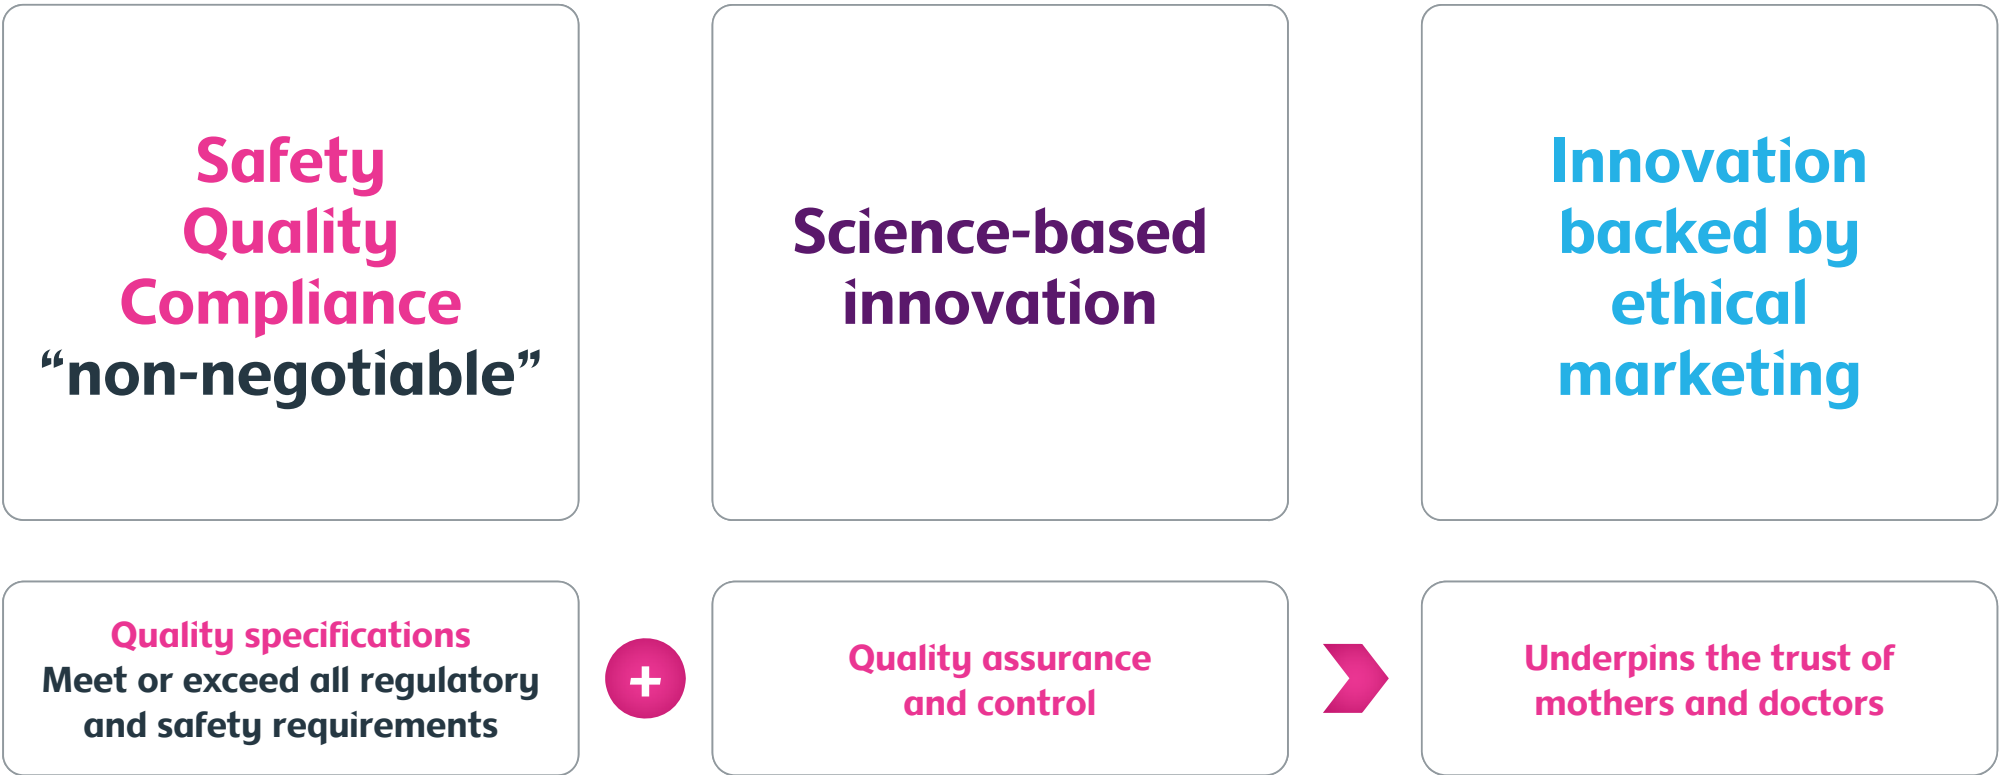 Safety
Quality
Compliance
“non-negotiable”
Science-based
innovation
Innovation
backed by
ethical
marketing
Quality specifications
Meet or exceed all regulatory
and safety requirements
+
Quality assurance
and control
Underpins the trust of
mothers and doctors